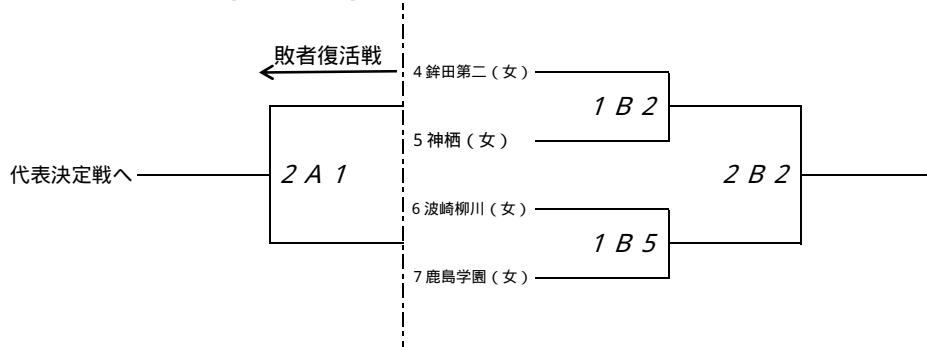 敗者復活戦
4 鉾田第二（女）
1 B 2
5 神栖（女）
代表決定戦へ
2 A 1
2 B 2
6 波崎柳川（女）
1 B 5
7 鹿島学園（女）